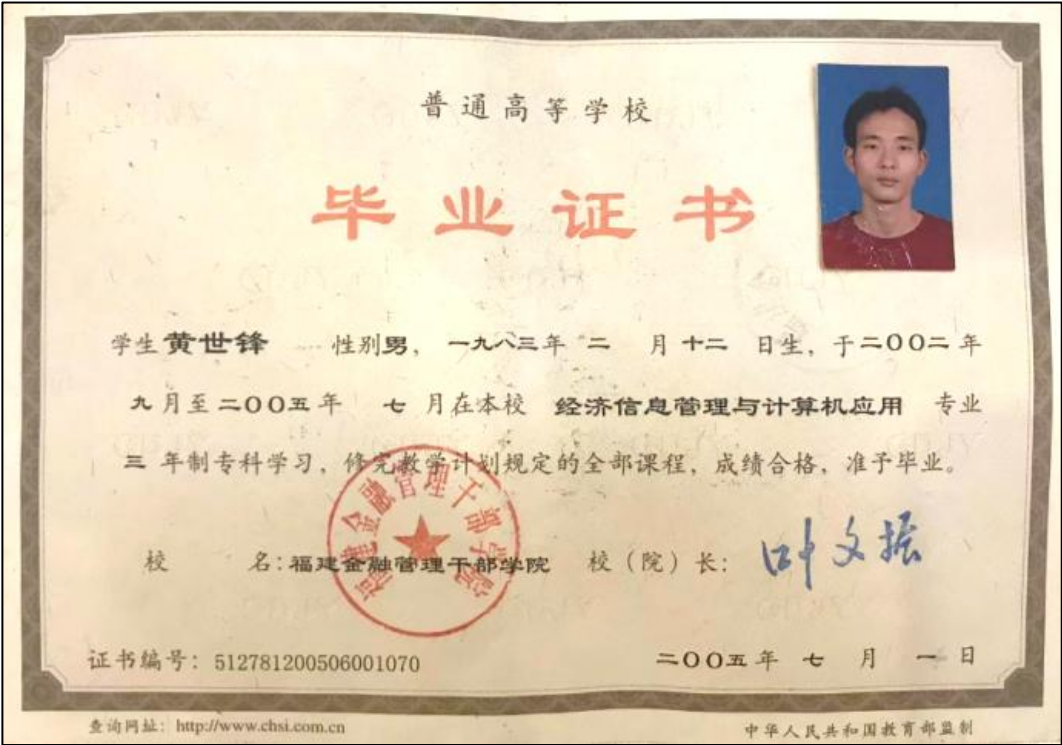 普通高等学校
毕业证书
学生 黄世锋 性别 男， 一九八三年 二 月 十二 日生，于二〇〇二年
九 月至 二〇〇五 年 七 月在本校 经济信息管理与计算机应用 专业
三 年制专科学习，修完教学计划规定的全部课程，成绩合格，准予毕业。
福建金融管理干部学院
校 名：福建金融管理干部学院 校（院）长： 叶文振
证书编号：512781200506001070 二〇〇五 年 七 月 一 日
查询网址：http://www.chsi.com.cn 中华人民共和国教育部监制